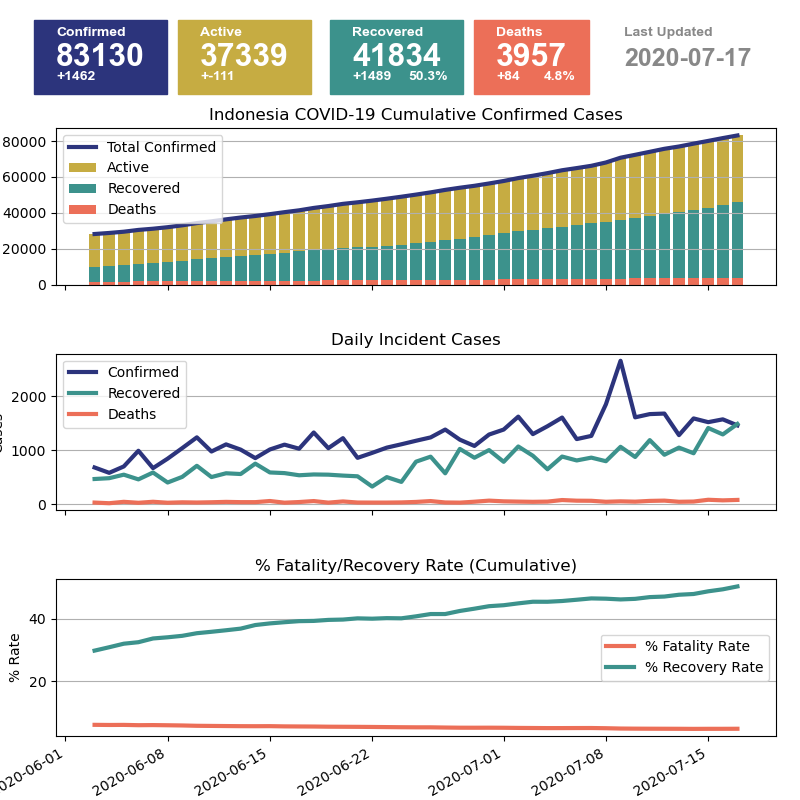 Confirmed
83130
+1462
Active
37339
+-111
Recovered
41834
+1489 50.3%
Deaths
3957
+84 4.8%
Last Updated
2020-07-17
Indonesia COVID-19 Cumulative Confirmed Cases
80000
60000
40000
20000
0
Total Confirmed
Active
Recovered
Deaths
Daily Incident Cases
2000
1000
0
Cases
Confirmed
Recovered
Deaths
% Fatality/Recovery Rate (Cumulative)
40
20
% Rate
% Fatality Rate
% Recovery Rate
2020-06-01
2020-06-08
2020-06-15
2020-06-22
2020-07-01
2020-07-08
2020-07-15